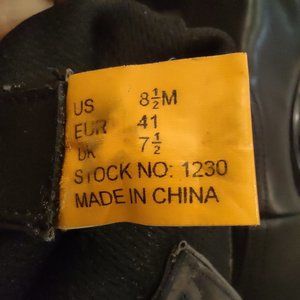 US 8½M
EUR 41
UK 7½
STOCK NO: 1230
MADE IN CHINA